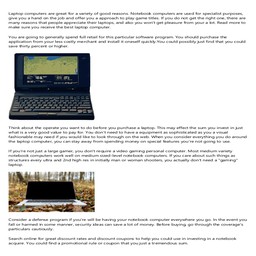 Laptop computers are great for a variety of good reasons. Notebook computers are used for specialist purposes,
give you a hand on the job and offer you a approach to play game titles. If you do not get the right one, there are
many reasons that people appreciate their laptops, and also you won't get pleasure from your a lot. Read more to
make sure you receive the best laptop computer.
You are going to generally spend full retail for this particular software program. You should purchase the
application from your less costly merchant and install it oneself quickly You could possibly just find that you could
save thirty percent or higher.
Think about the operate you want to do before you purchase a laptop. This may effect the sum you invest in just
what is a very good value to pay for. You don't need to have a equipment as sophisticated as you a visual
fashionable may need if you would like to look through on the web. When you consider everything you do around
the laptop computer, you can stay away from spending money on special features you're not going to use.
If you're not just a large gamer, you don't require a video gaming personal computer. Most medium variety
notebook computers work well on medium sized-level notebook computers. If you care about such things as
structures every site and 2nd high res in initially men or women shooters, you actually don't need a "gaming"
laptop.
Consider a defense program if you're will be having your notebook computer everywhere you go. In the event you
fall or harmed in some manner, security ideas can save a lot of money. Before buying go through the coverage's
particulars cautiously.
Search online for great discount rates and discount coupons to help you could use in investing in a notebook
acquire. You could find a promotional rule or coupon that you just a tremendous sum.